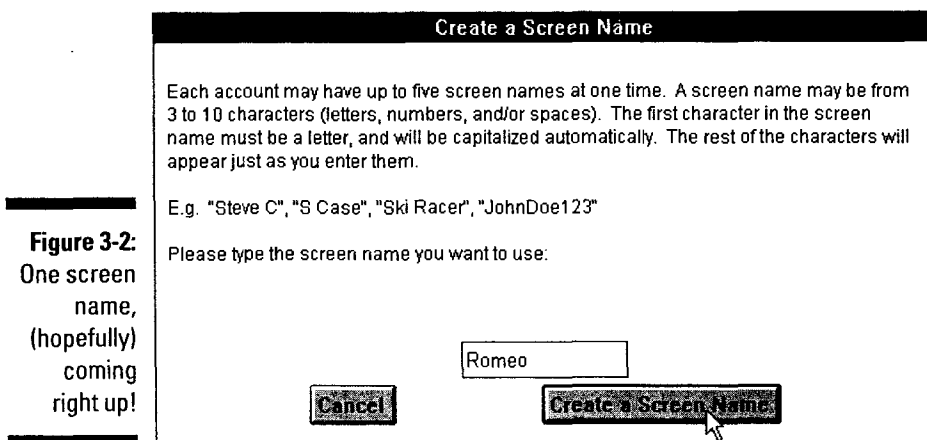 Create a Screen Name
Each account may have up to five screen names at one time. A screen name may be from
3 to 10 characters (letters, numbers, and/or spaces). The first character in the screen
name must be a letter, and will be capitalized automatically. The rest of the characters will
appear just as you enter them.
E.g. "Steve C", "S Case", "Ski Racer", "JohnDoe123"
Please type the screen name you want to use:
Romeo
Cancel
Create a Screen Name
Figure 3-2:
One screen
name,
(hopefully)
coming
right up!